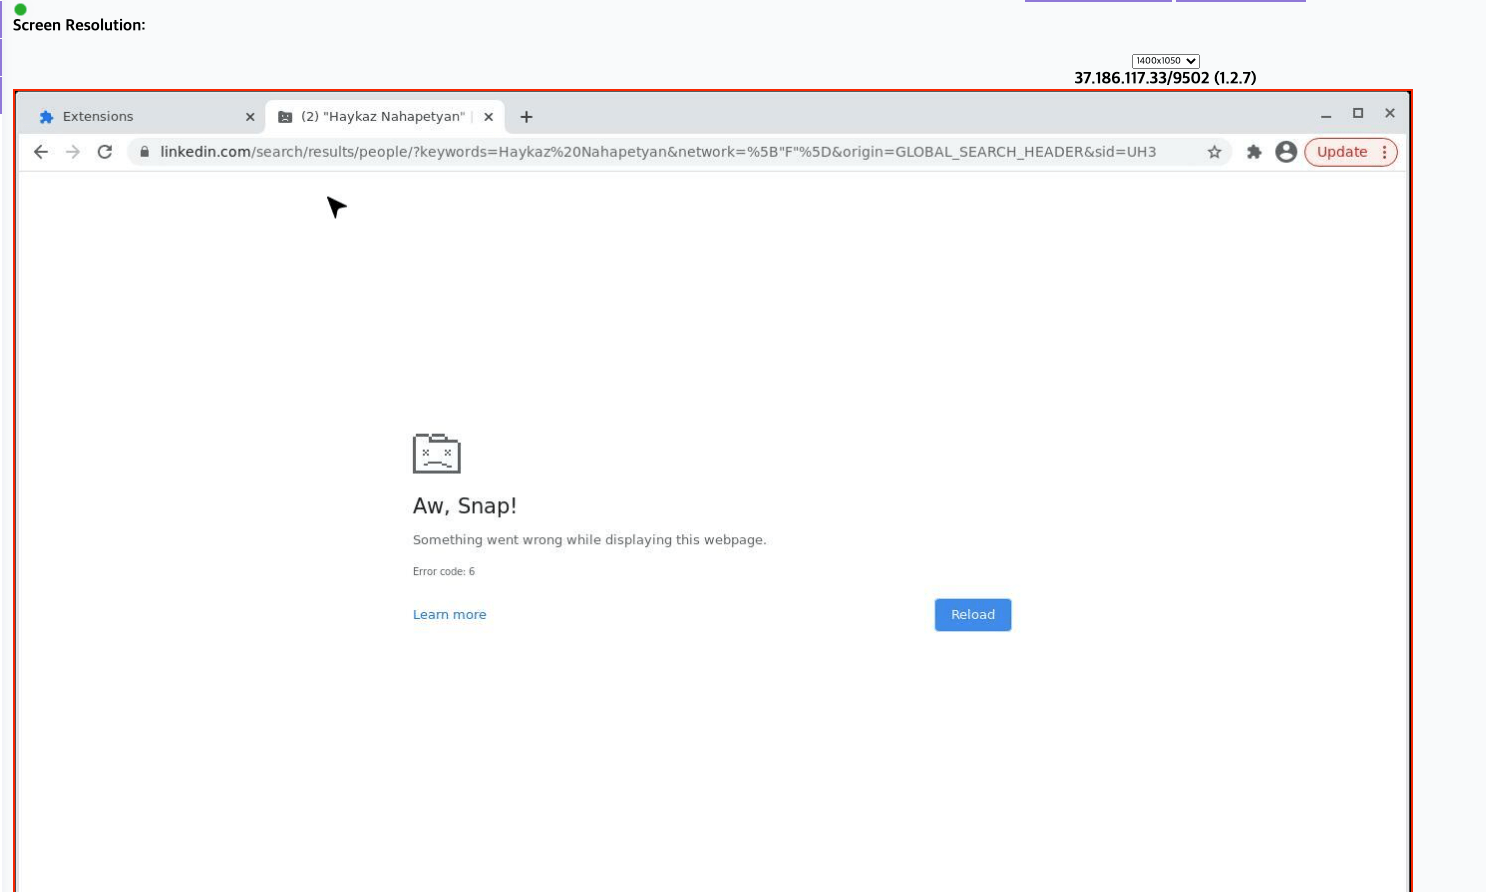 Screen Resolution:
1400x1050
37.186.117.33/9502 (1.2.7)
Extensions
(2) "Haykaz Nahapetyan" |
linkedin.com/search/results/people/?keywords=Haykaz%20Nahapetyan&network=%5B"F"%5D&origin=GLOBAL_SEARCH_HEADER&sid=UH3
Update
Aw, Snap!
Something went wrong while displaying this webpage.
Error code: 6
Learn more
Reload